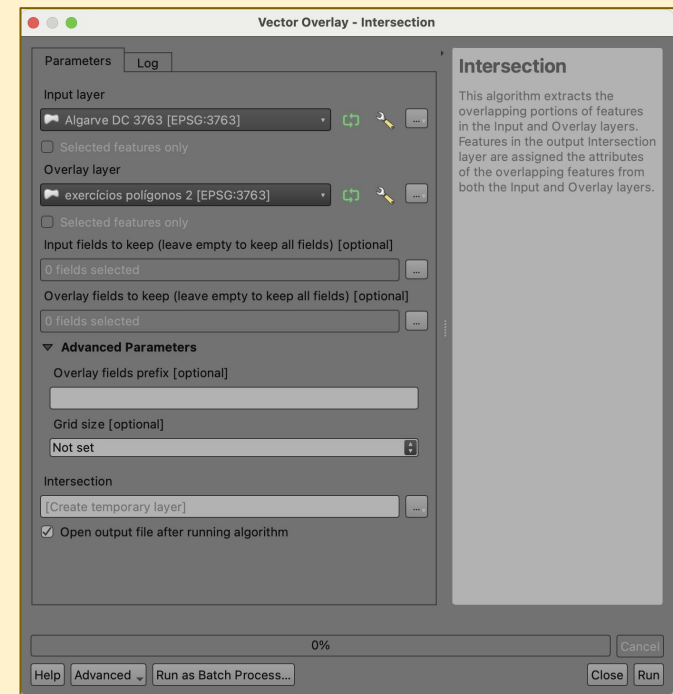 Vector Overlay - Intersection
Parameters
Log
Input layer
Algarve DC 3763 [EPSG:3763]
...
Selected features only
Overlay layer
exercícios polígonos 2 [EPSG:3763]
...
Selected features only
Input fields to keep (leave empty to keep all fields) [optional]
0 fields selected
...
Overlay fields to keep (leave empty to keep all fields) [optional]
0 fields selected
...
Advanced Parameters
Overlay fields prefix [optional]
Grid size [optional]
Not set
Intersection
[Create temporary layer]
...
Open output file after running algorithm
Intersection
This algorithm extracts the
overlapping portions of features
in the Input and Overlay layers.
Features in the output Intersection
layer are assigned the attributes
of the overlapping features from
both the Input and Overlay layers.
0%
Cancel
Help
Advanced
Run as Batch Process...
Close
Run